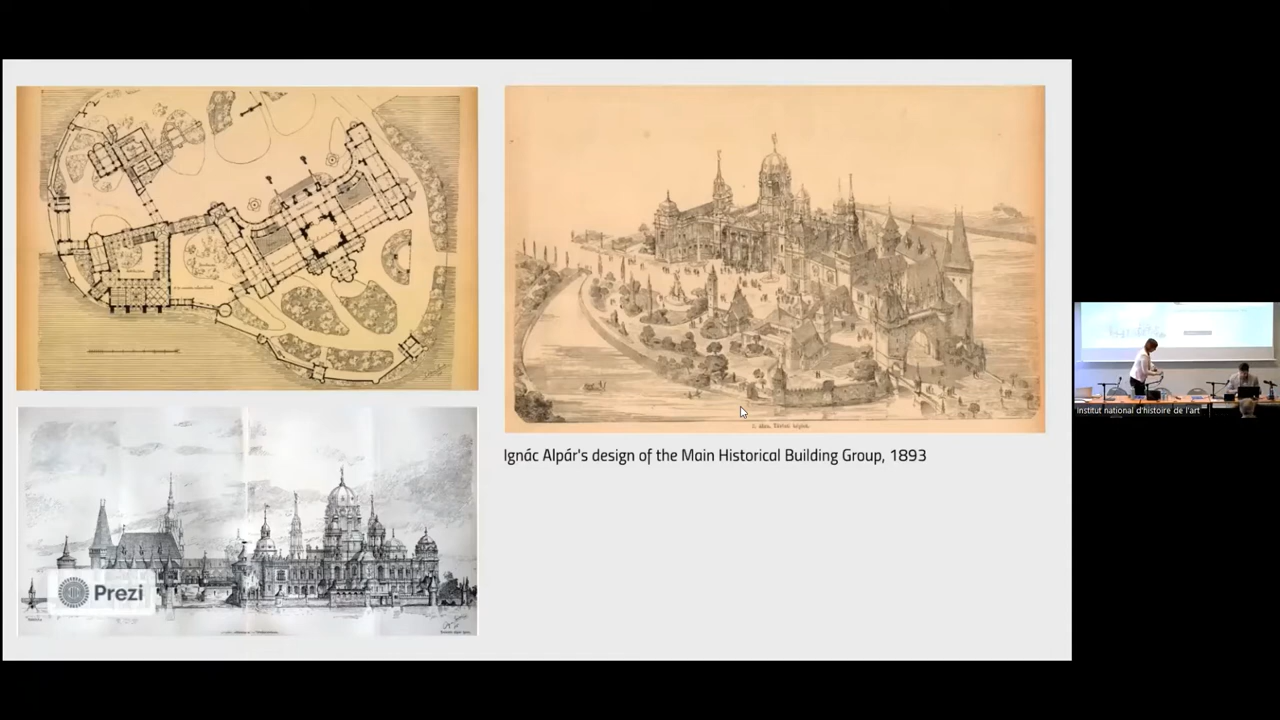 Ignác Alpár's design of the Main Historical Building Group, 1893
Prezi
Institut national d'histoire de l'art